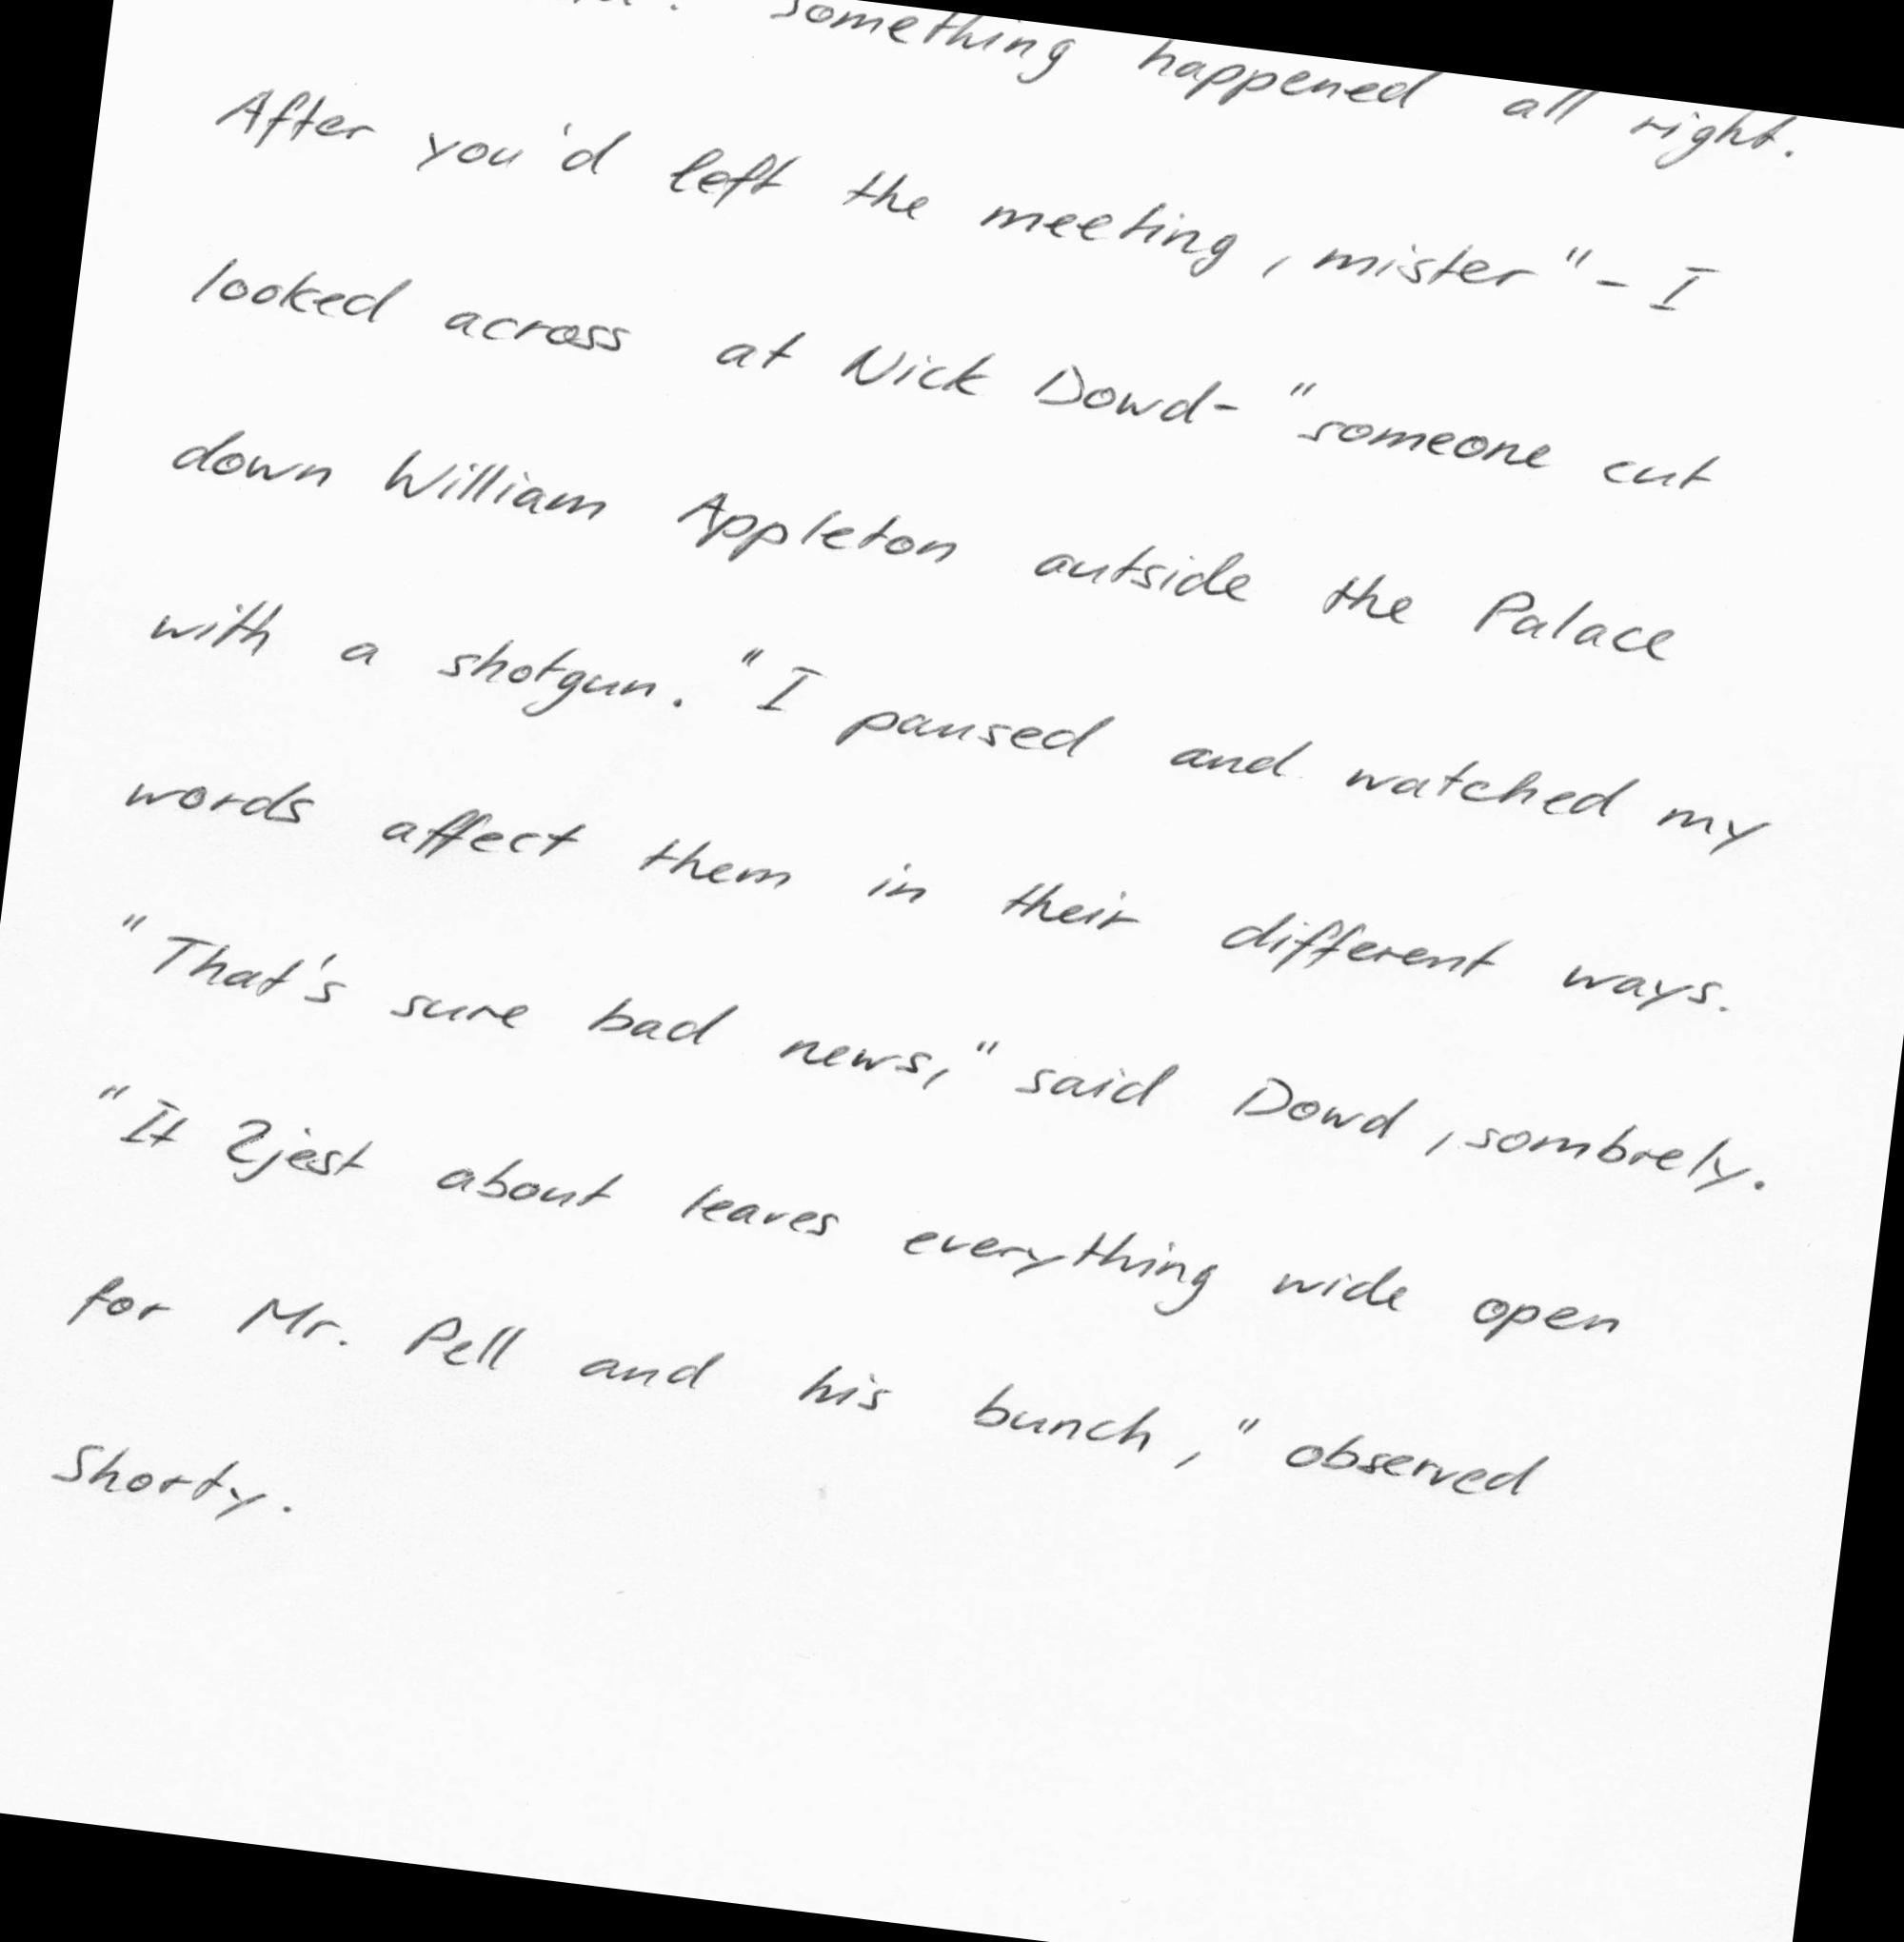 something happened all right.
After you'd left the meeting, mister" - I
looked across at Nick Dowd - "someone cut
down William Appleton outside the Palace
with a shotgun. "I paused and watched my
words affect them in their different ways.
"That's sure bad news," said Dowd, sombrely.
"It jest about leaves everything wide open
for Mr. Pell and his bunch," observed
Shorty.